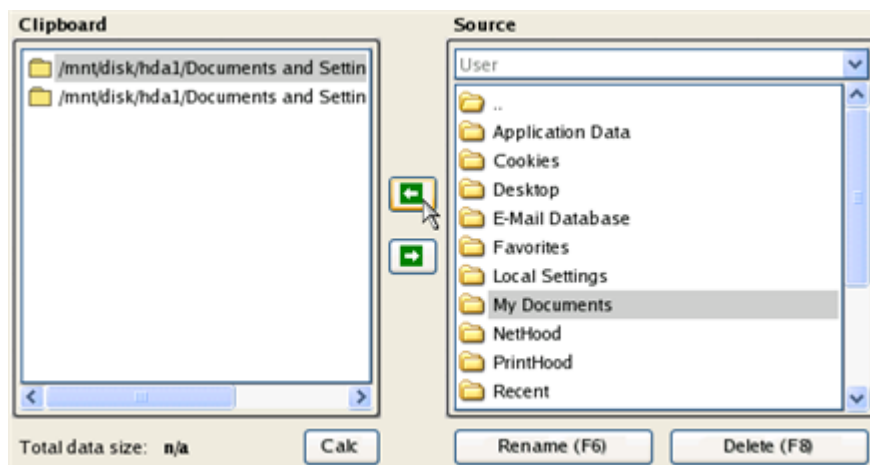 Clipboard
/mnt/disk/hda1/Documents and Settin
/mnt/disk/hda1/Documents and Settin
Total data size: n/a
Calc
Source
User
..
Application Data
Cookies
Desktop
E-Mail Database
Favorites
Local Settings
My Documents
NetHood
PrintHood
Recent
Rename (F6)
Delete (F8)